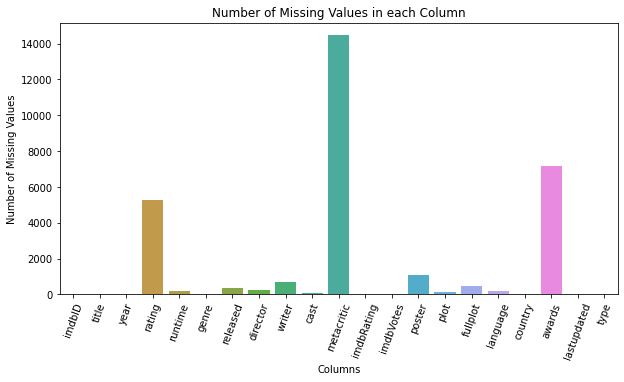 Number of Missing Values in each Column
Number of Missing Values
14000
12000
10000
8000
6000
4000
2000
0
imdbID
title
year
rating
runtime
genre
released
director
writer
cast
metacritic
imdbRating
imdbVotes
poster
plot
fullplot
language
country
awards
lastupdated
type
Columns